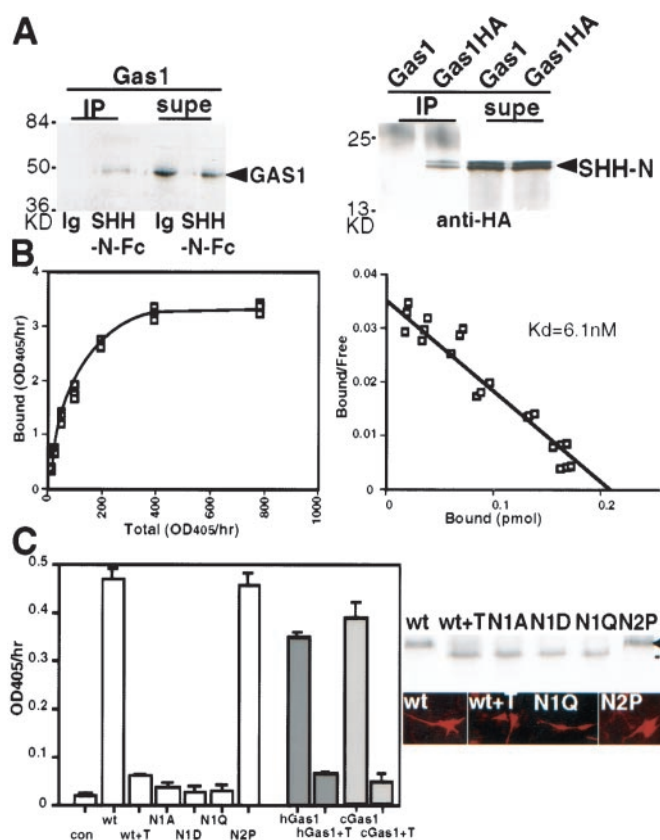 A
Gas1
IP supe
84-
50-
36-
KD
GAS1
Ig SHH Ig SHH
-N-Fc -N-Fc
Gas1 Gas1HA Gas1 Gas1HA
IP supe
25-
13-
KD
SHH-N
anti-HA
B
Bound (OD405/hr)
4
3
2
1
0
0 200 400 600 800 1000
Total (OD405/hr)
Bound/Free
0.04
0.03
0.02
0.01
0
0 0.1 0.2
Bound (pmol)
Kd=6.1nM
C
OD405/hr
0.5
0.4
0.3
0.2
0.1
0
con wt wt+T N1A N1D N1Q N2P hGas1 hGas1+T cGas1 cGas1+T
wt wt+T N1A N1D N1Q N2P
wt wt+T N1Q N2P